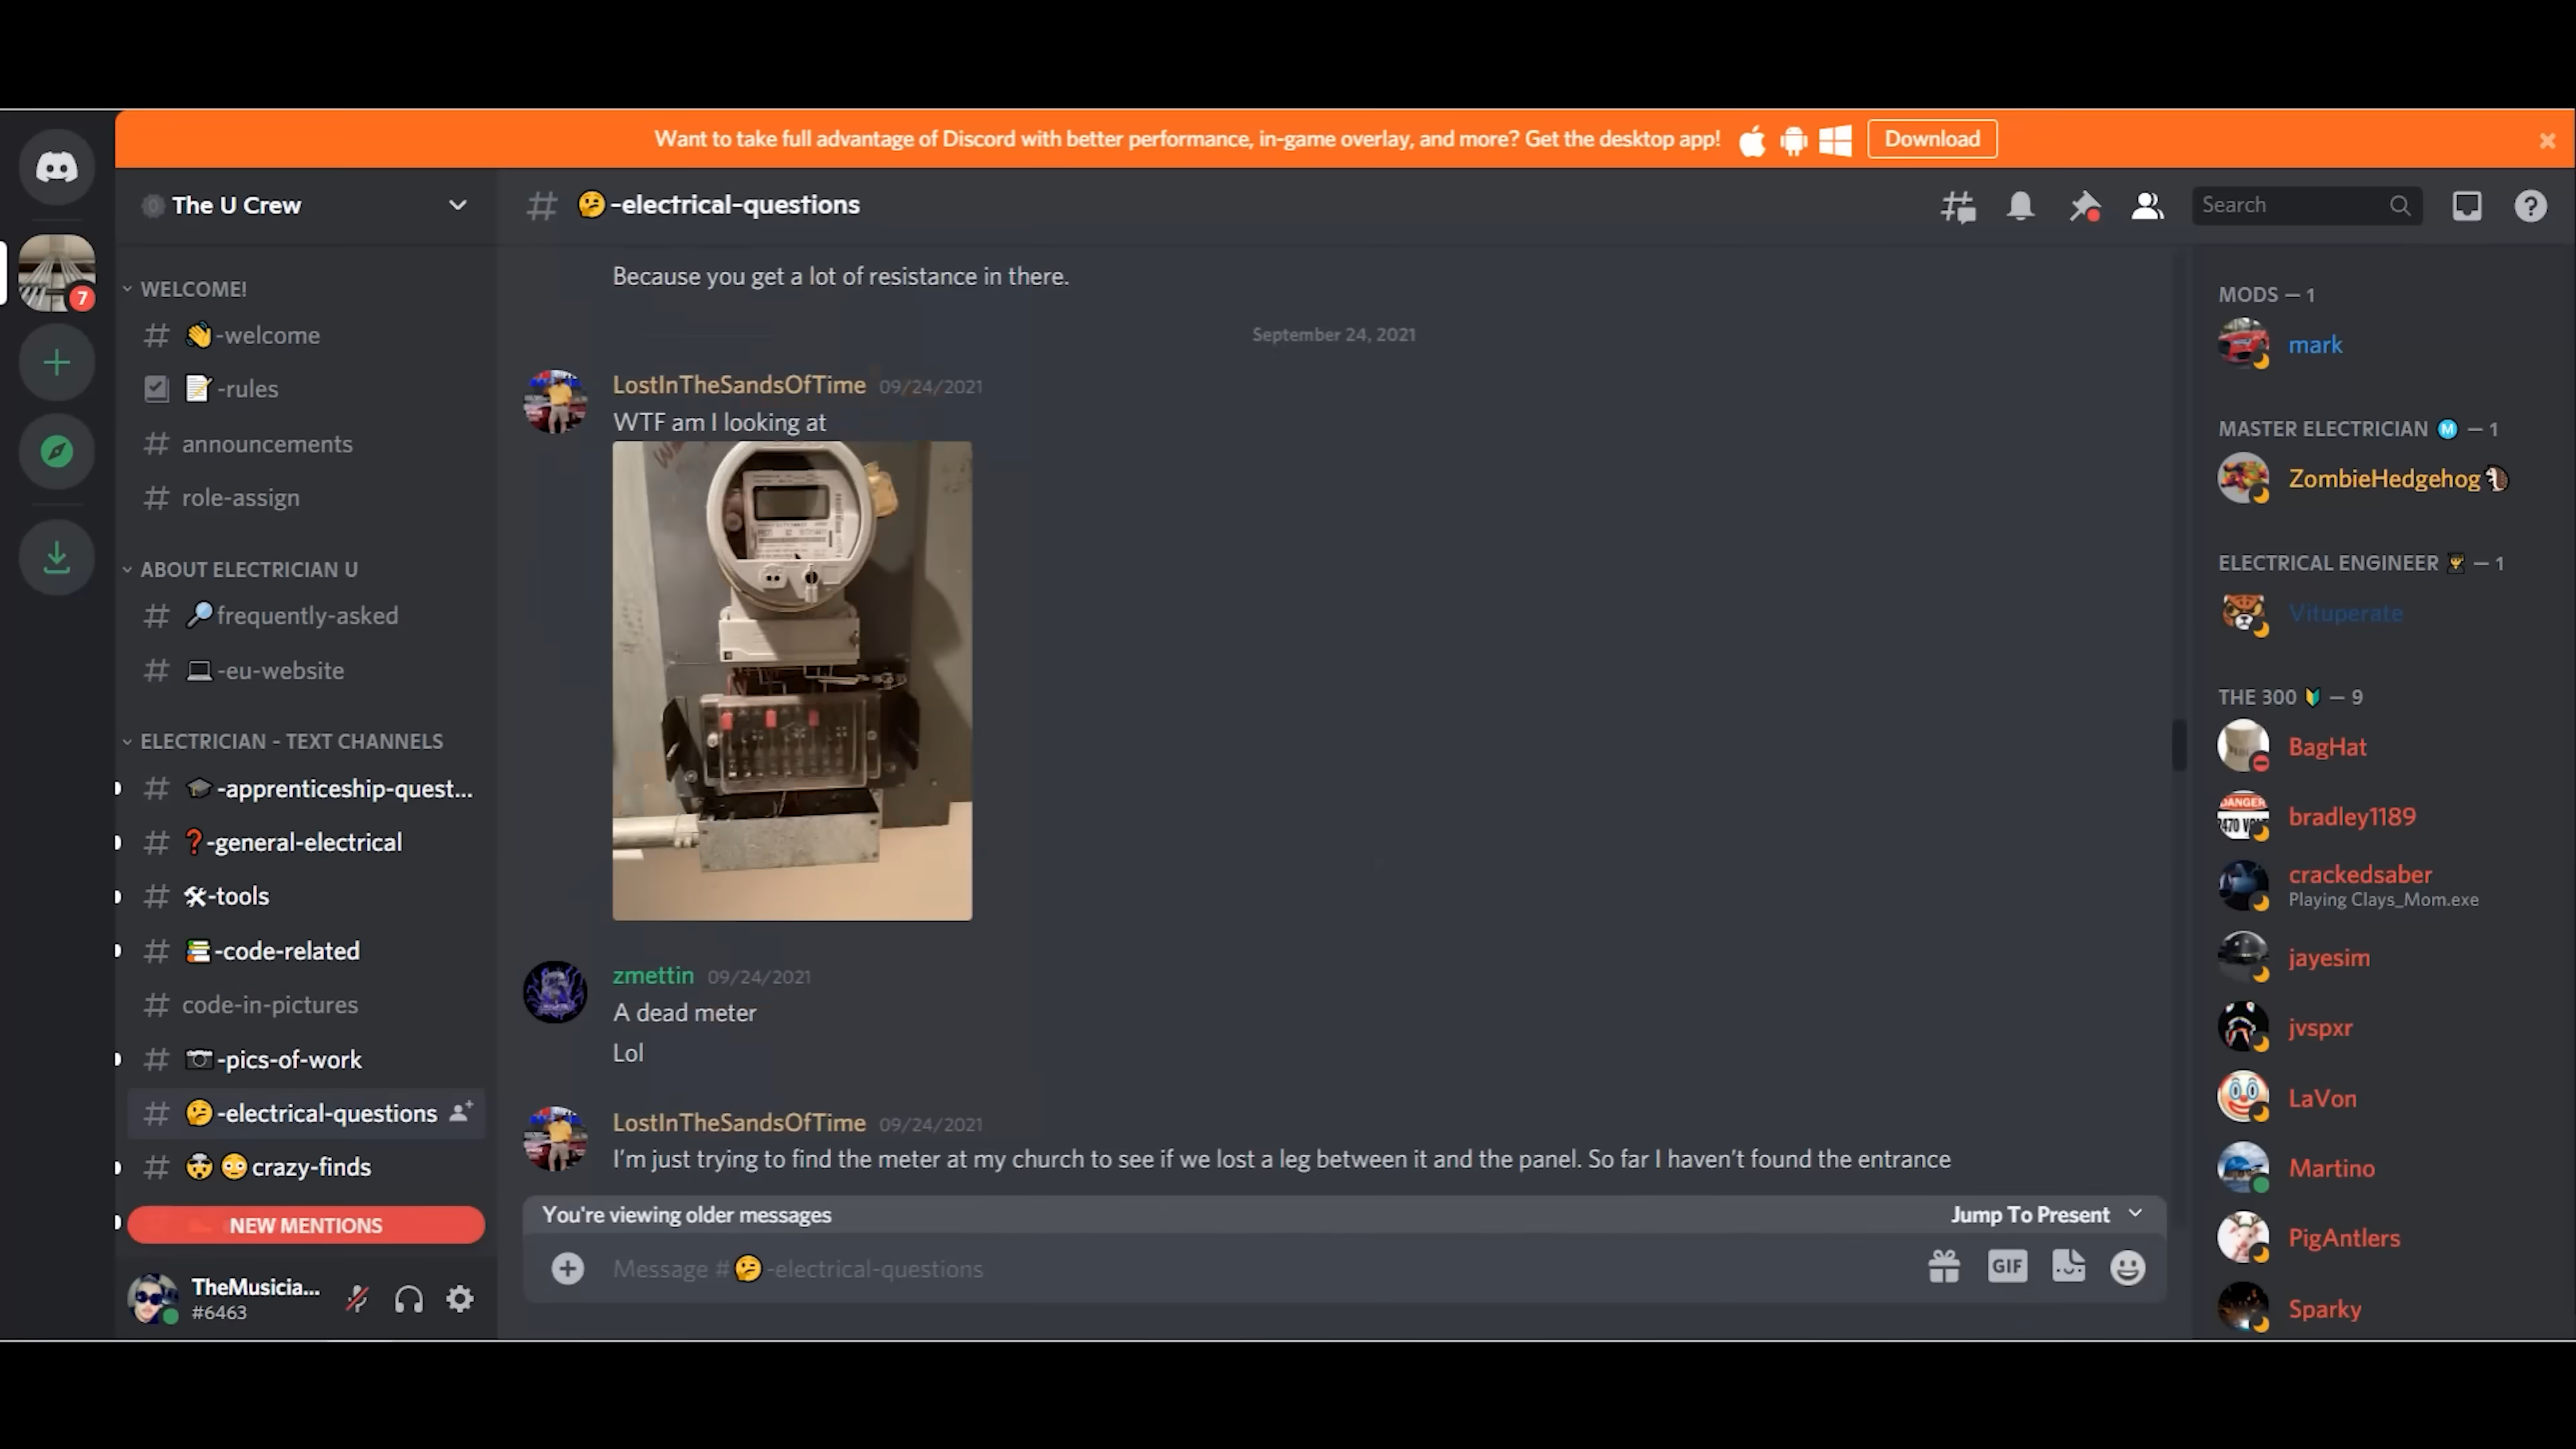 Want to take full advantage of Discord with better performance, in-game overlay, and more? Get the desktop app!
Download
The U Crew
WELCOME!
-welcome
-rules
announcements
role-assign
ABOUT ELECTRICIAN U
frequently-asked
-eu-website
ELECTRICIAN - TEXT CHANNELS
-apprenticeship-quest...
-general-electrical
-tools
-code-related
code-in-pictures
-pics-of-work
-electrical-questions
crazy-finds
NEW MENTIONS
TheMusicia...
#6463
7
# 🤔-electrical-questions
Search
Because you get a lot of resistance in there.
September 24, 2021
LostInTheSandsOfTime 09/24/2021
WTF am I looking at
zmettin 09/24/2021
A dead meter
Lol
LostInTheSandsOfTime 09/24/2021
I'm just trying to find the meter at my church to see if we lost a leg between it and the panel. So far I haven't found the entrance
You're viewing older messages
Jump To Present
Message #🤔-electrical-questions
GIF
MODS — 1
mark
MASTER ELECTRICIAN Ⓜ — 1
ZombieHedgehog
ELECTRICAL ENGINEER — 1
Vituperate
THE 300 🔰 — 9
BagHat
DANGER
bradley1189
crackedsaber
Playing Clays_Mom.exe
jayesim
jvspxr
LaVon
Martino
PigAntlers
Sparky